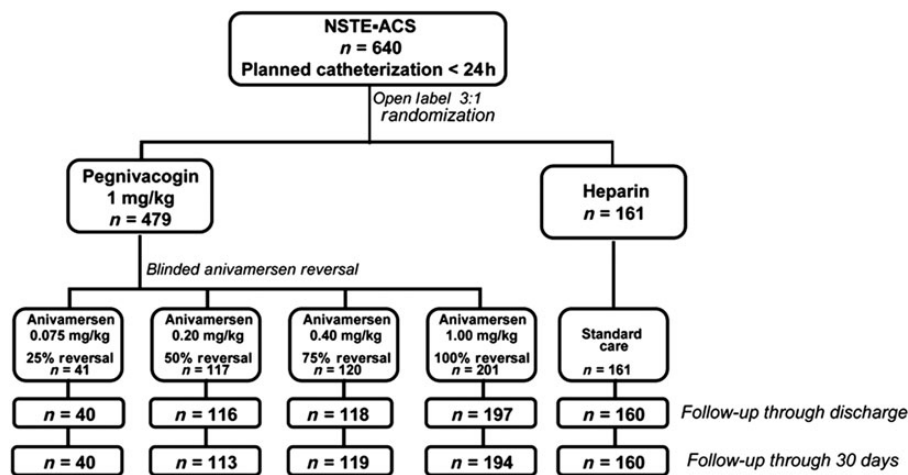 NSTE-ACS
n = 640
Planned catheterization < 24h
Open label 3:1
randomization
Pegnivacogin
1 mg/kg
n = 479
Heparin
n = 161
Blinded anivamersen reversal
Anivamersen
0.075 mg/kg
25% reversal
n = 41
Anivamersen
0.20 mg/kg
50% reversal
n = 117
Anivamersen
0.40 mg/kg
75% reversal
n = 120
Anivamersen
1.00 mg/kg
100% reversal
n = 201
Standard
care
n = 161
n = 40
n = 116
n = 118
n = 197
n = 160
Follow-up through discharge
n = 40
n = 113
n = 119
n = 194
n = 160
Follow-up through 30 days